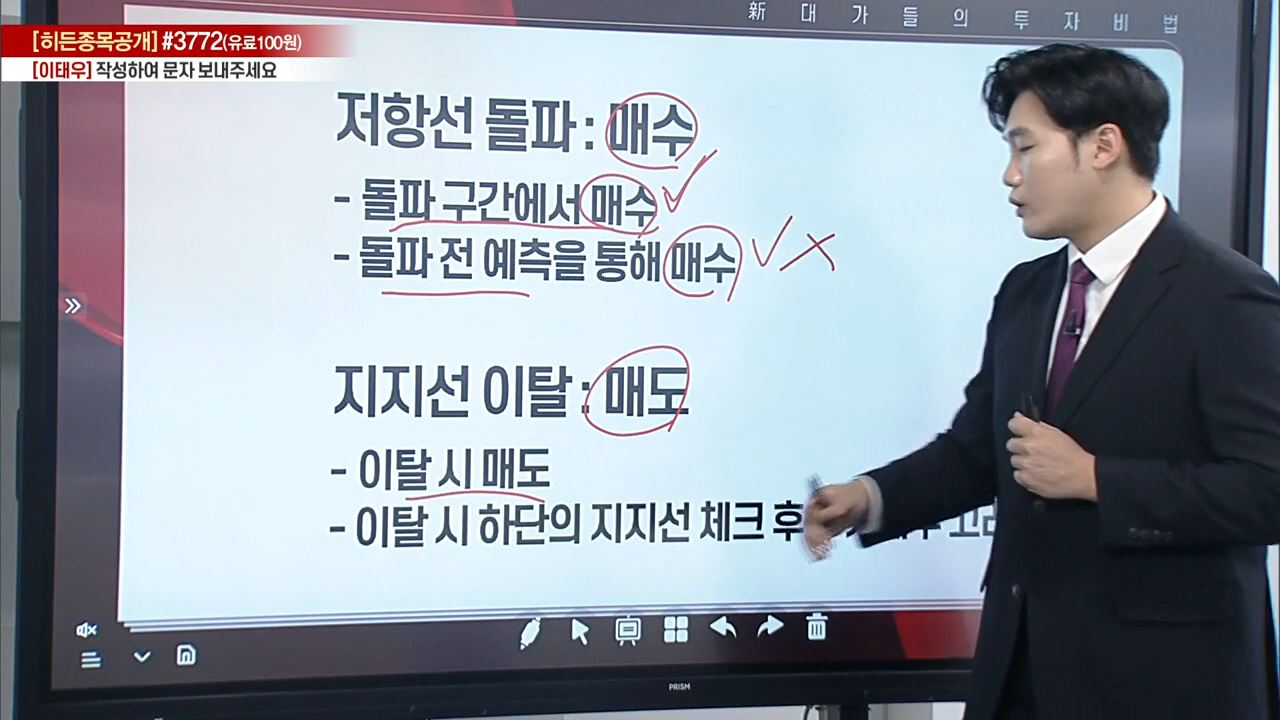 [히든종목공개] #3772(유료100원)
[이태우] 작성하여 문자 보내주세요
新 대가들의 투자비법
저항선 돌파 : 매수
- 돌파 구간에서 매수
- 돌파 전 예측을 통해 매수
지지선 이탈 : 매도
- 이탈 시 매도
- 이탈 시 하단의 지지선 체크 후
PRISM